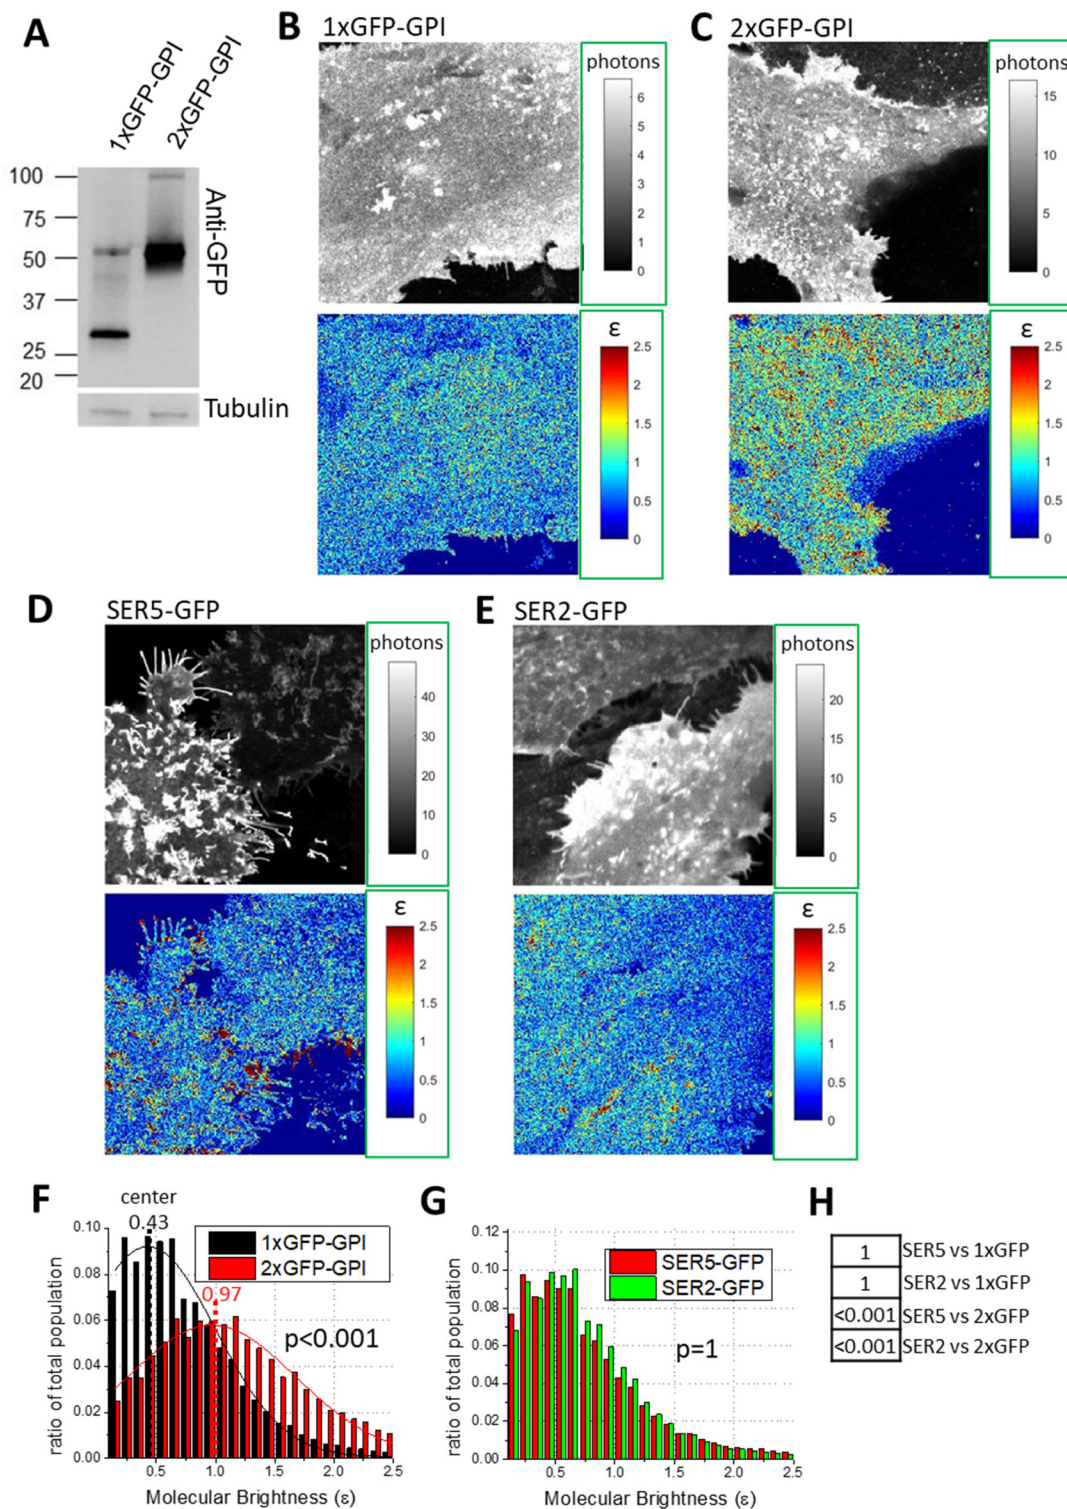 A
1xGFP-GPI
2xGFP-GPI
100
75
50
37
25
20
Anti-GFP
Tubulin
B
1xGFP-GPI
photons
6
5
4
3
2
1
0
ε
2.5
2
1.5
1
0.5
0
C
2xGFP-GPI
photons
15
10
5
0
ε
2.5
2
1.5
1
0.5
0
D
SER5-GFP
photons
40
30
20
10
0
ε
2.5
2
1.5
1
0.5
0
E
SER2-GFP
photons
20
15
10
5
0
ε
2.5
2
1.5
1
0.5
0
F
center
0.43
1xGFP-GPI
2xGFP-GPI
0.97
p<0.001
0.10
0.08
0.06
0.04
0.02
0.00
ratio of total population
0.5 1.0 1.5 2.0 2.5
Molecular Brightness (ε)
G
SER5-GFP
SER2-GFP
p=1
0.12
0.10
0.08
0.06
0.04
0.02
0.00
ratio of total population
0.5 1.0 1.5 2.0 2.5
Molecular Brightness (ε)
H
1 SER5 vs 1xGFP
1 SER2 vs 1xGFP
<0.001 SER5 vs 2xGFP
<0.001 SER2 vs 2xGFP